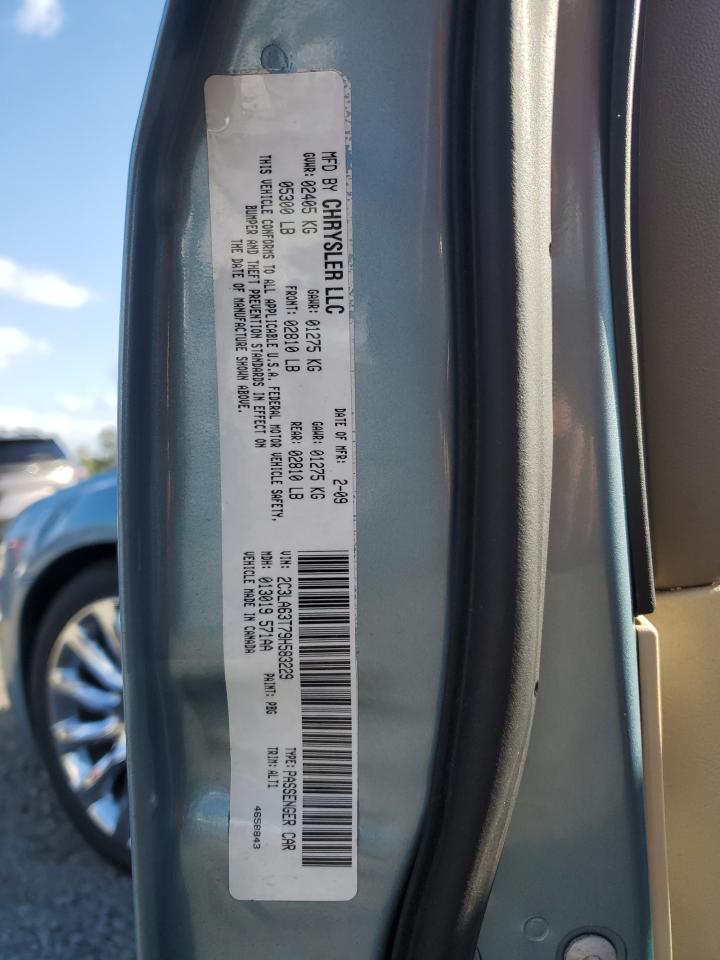 MFD BY CHRYSLER LLC DATE OF MFR: 2-09
GVWR: 02405 KG GAWR: 01275 KG GAWR: 01275 KG
05300 LB FRONT: 02810 LB REAR: 02810 LB
THIS VEHICLE CONFORMS TO ALL APPLICABLE U.S.A. FEDERAL MOTOR VEHICLE SAFETY,
BUMPER AND THEFT PREVENTION STANDARDS IN EFFECT ON
THE DATE OF MANUFACTURE SHOWN ABOVE.
VIN: 2C3LA63T79H583229 TYPE: PASSENGER CAR
MDH: 013019 571AA PAINT: PBG TRIM: ALT1
VEHICLE MADE IN CANADA 4658843